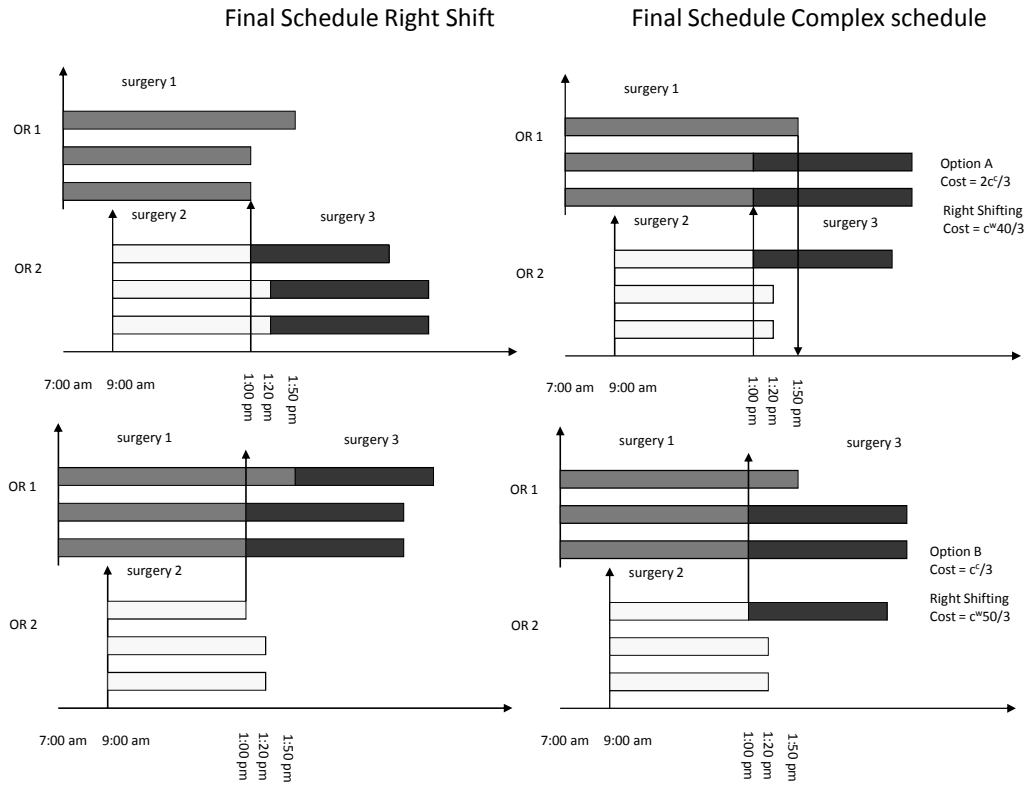 Final Schedule Right Shift
Final Schedule Complex schedule
surgery 1
OR 1
surgery 2
surgery 3
OR 2
7:00 am 9:00 am
1:00 pm
1:20 pm
1:50 pm
surgery 1
OR 1
Option A
Cost = 2cᶜ/3
Right Shifting
Cost = cʷ40/3
surgery 2
surgery 3
OR 2
7:00 am 9:00 am
1:00 pm
1:20 pm
1:50 pm
surgery 1
surgery 3
OR 1
surgery 2
OR 2
7:00 am 9:00 am
1:00 pm
1:20 pm
1:50 pm
surgery 1
surgery 3
OR 1
Option B
Cost = cᶜ/3
Right Shifting
Cost = cʷ50/3
surgery 2
OR 2
7:00 am 9:00 am
1:00 pm
1:20 pm
1:50 pm